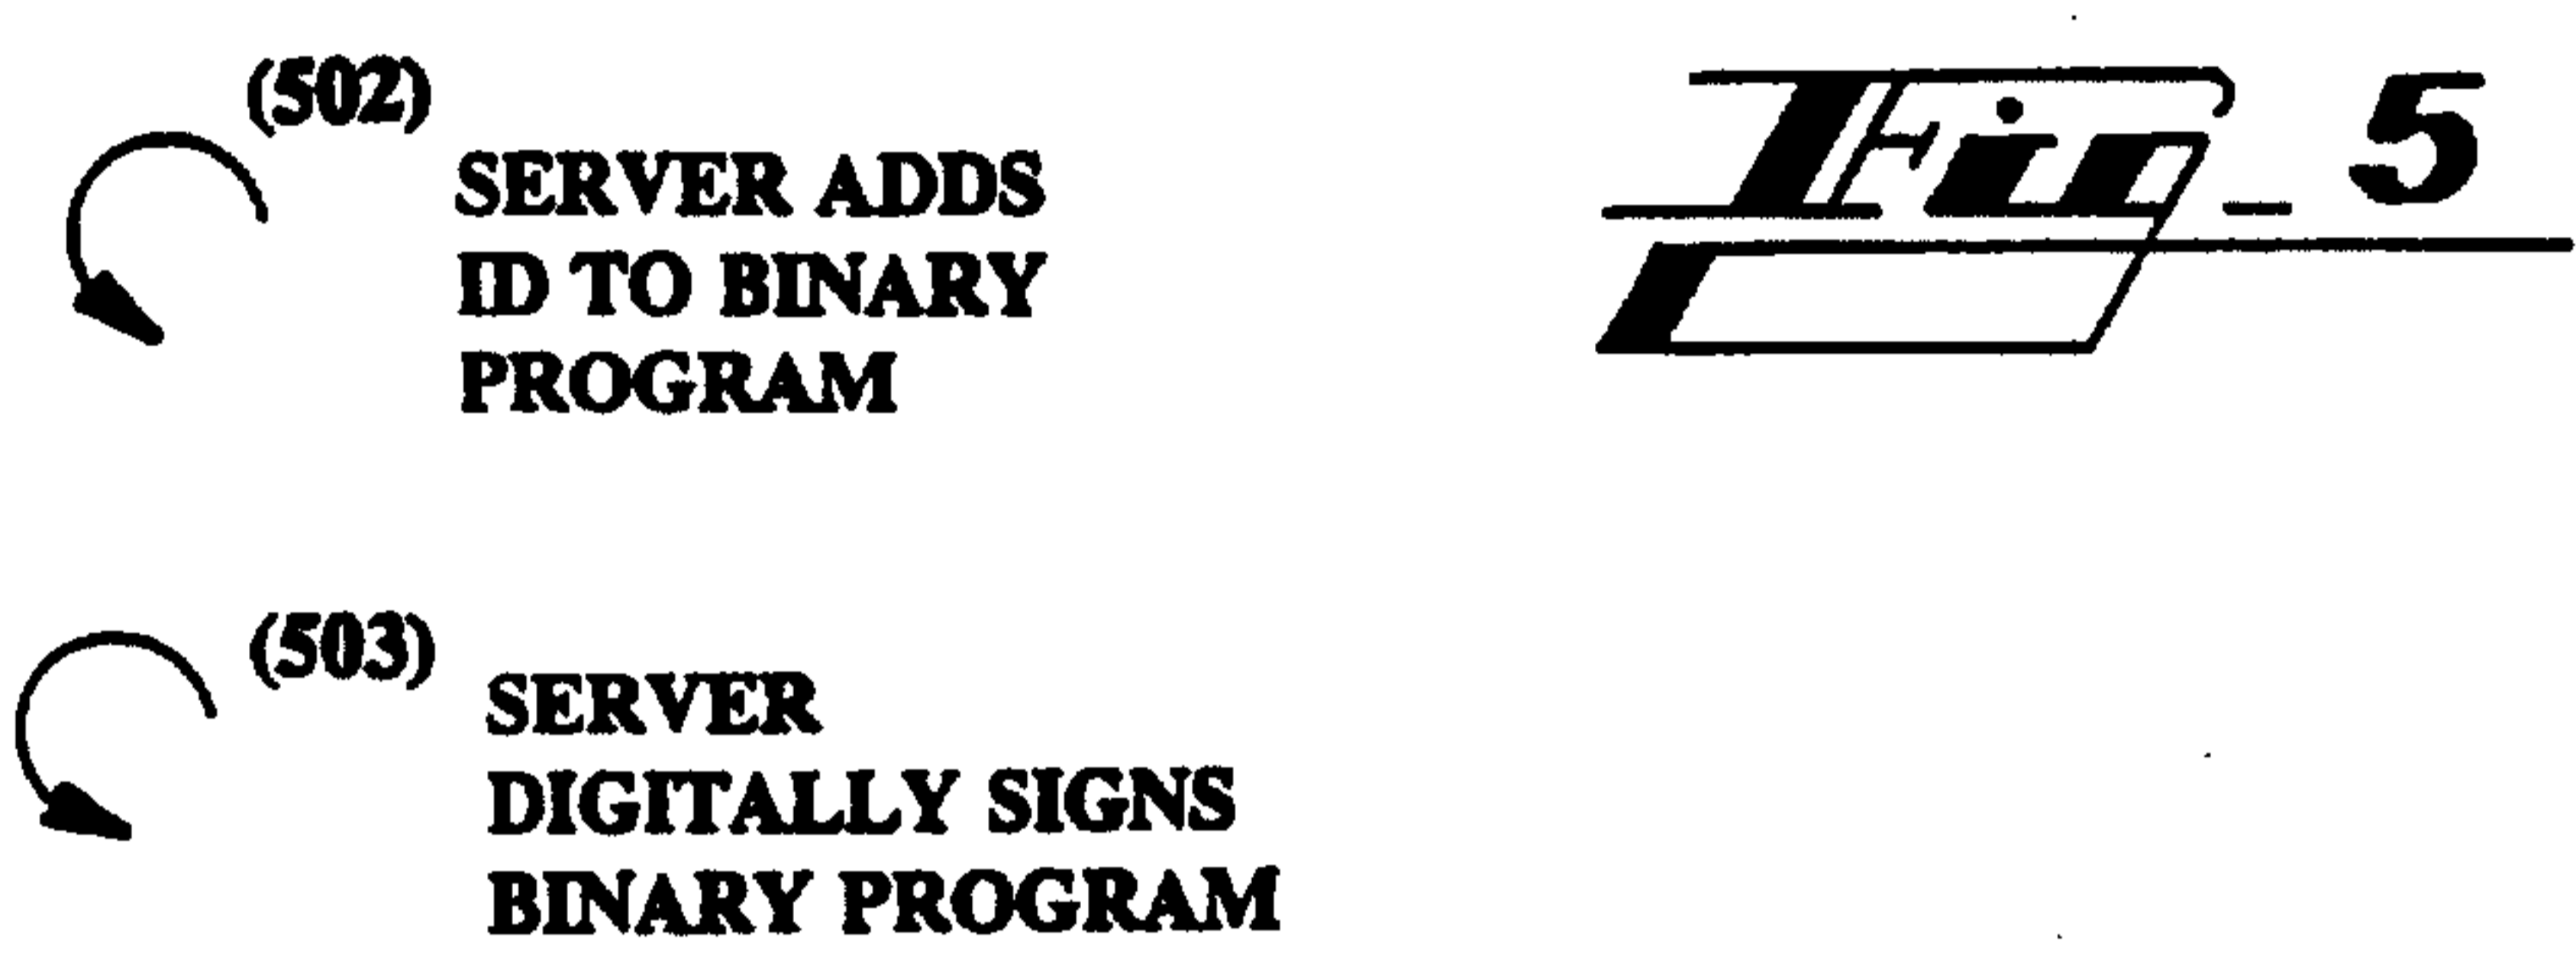 (502)
SERVER ADDS
ID TO BINARY
PROGRAM
Fig_5
(503)
SERVER
DIGITALLY SIGNS
BINARY PROGRAM